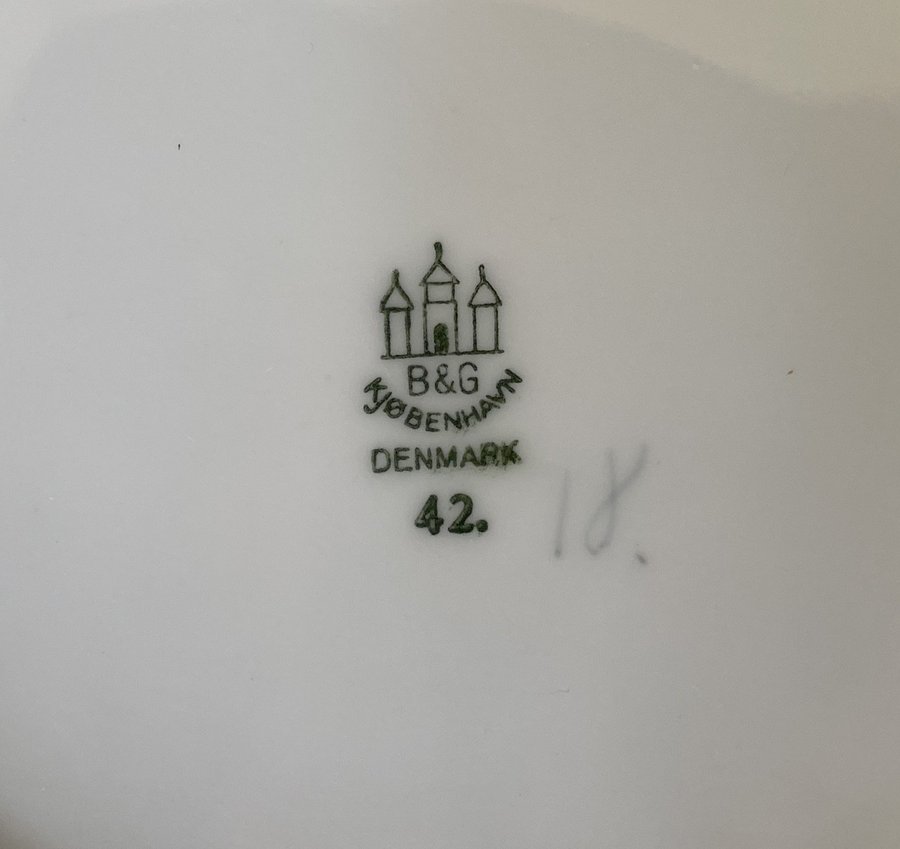 B&G
KJØBENHAVN
DENMARK
42.
18.